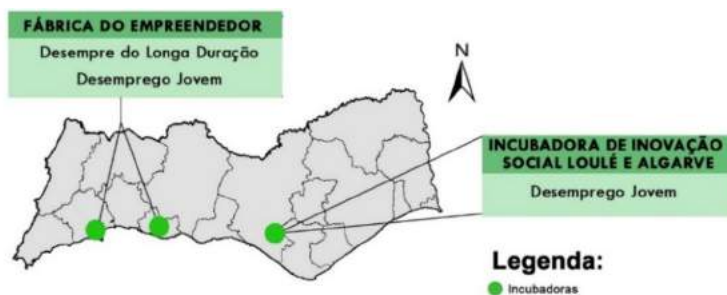 FÁBRICA DO EMPREENDEDOR
Desempre do Longa Duração
Desemprego Jovem
N
INCUBADORA DE INOVAÇÃO
SOCIAL LOULÉ E ALGARVE
Desemprego Jovem
Legenda:
Incubadoras